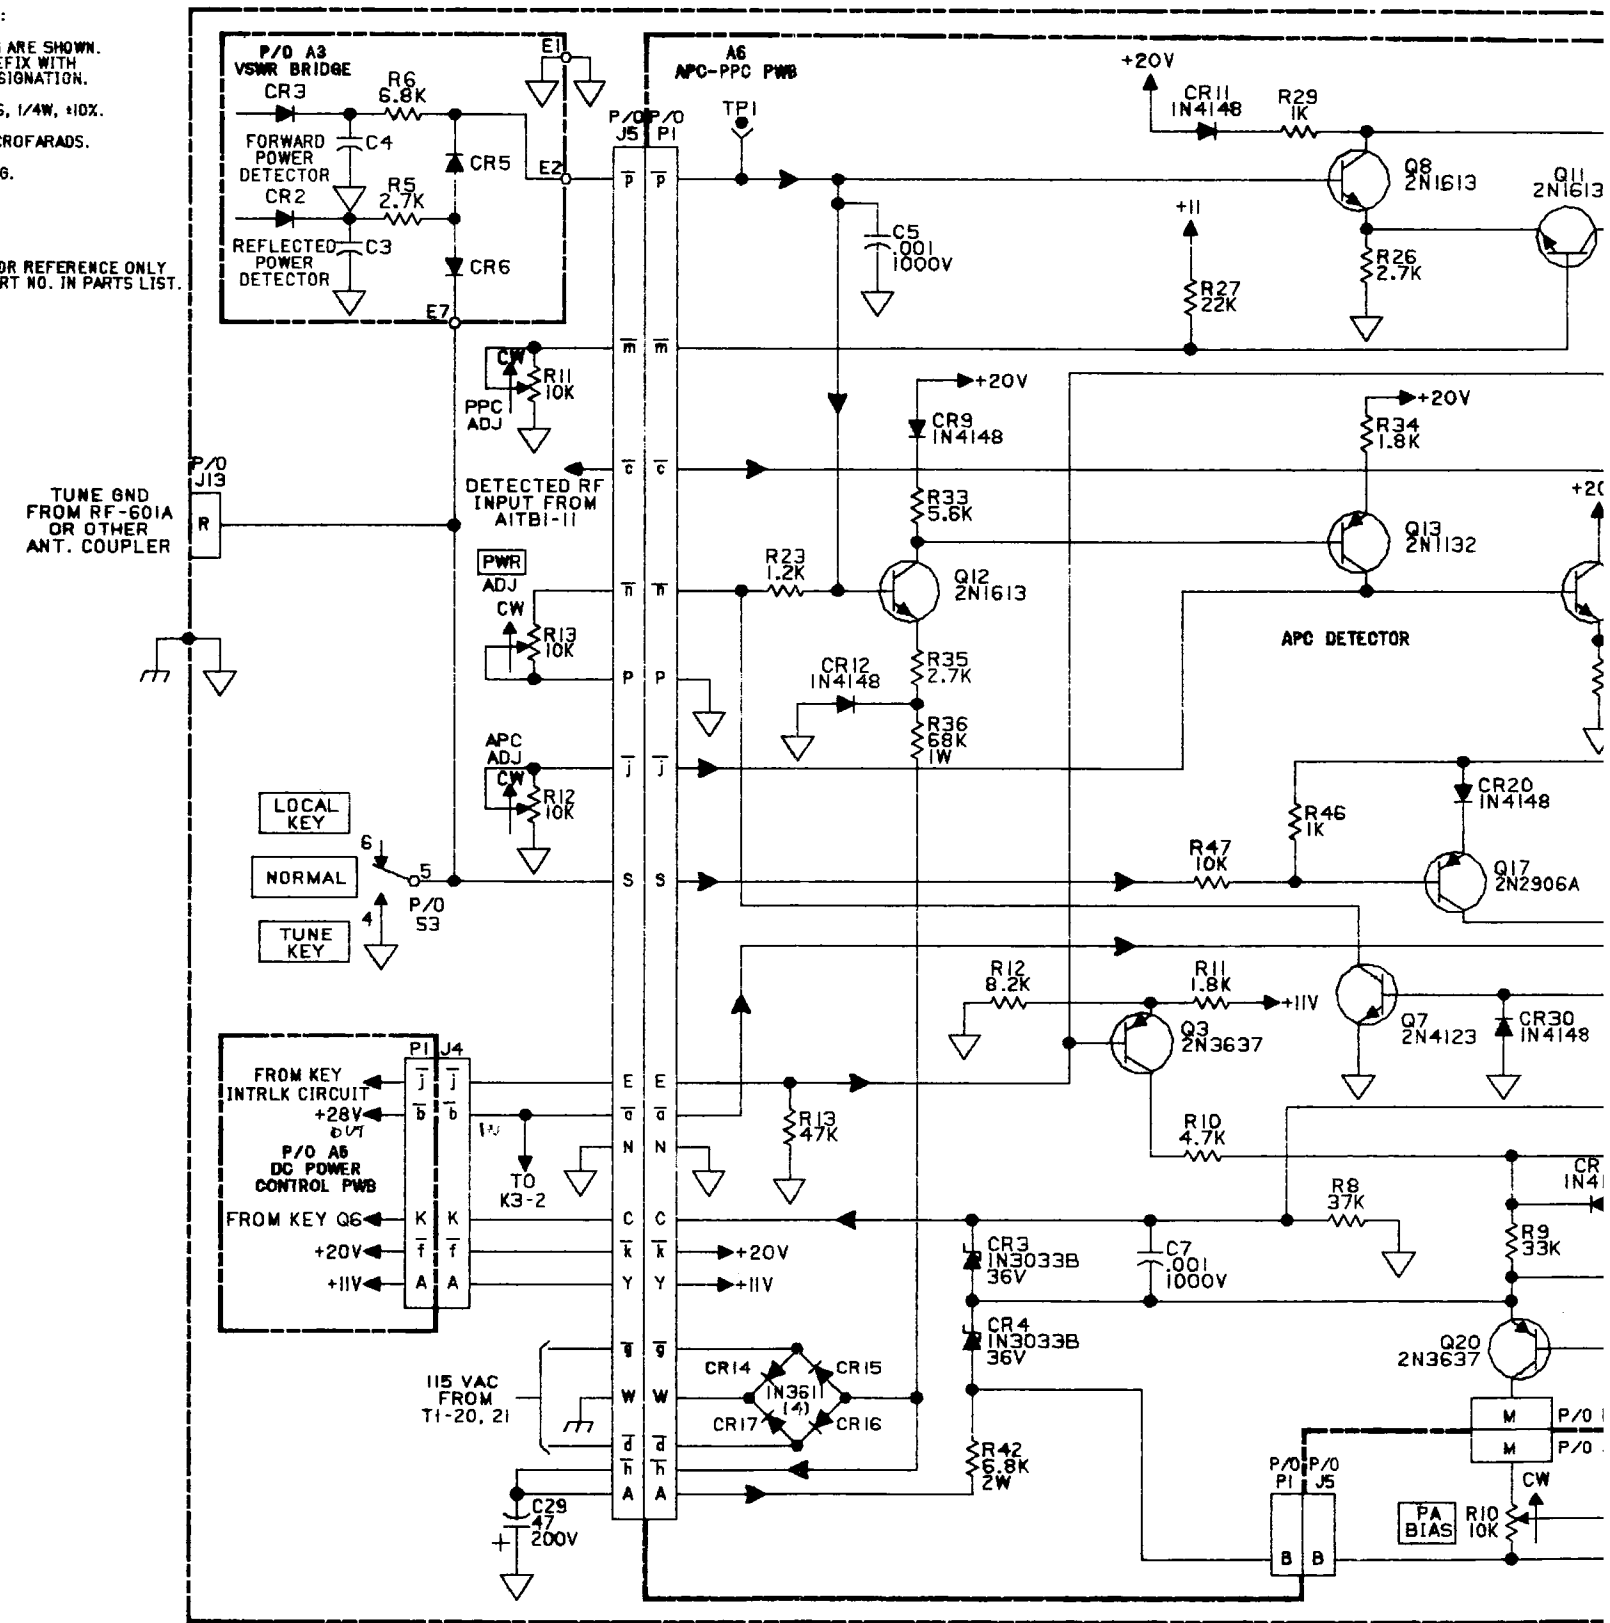 :
ARE SHOWN.
EFIX WITH
SIGNATION.
S, 1/4W, ±10%.
CROFARADS.
G.
OR REFERENCE ONLY
RT NO. IN PARTS LIST.
P/O A3
VSWR BRIDGE
E1
CR3
R6
6.8K
FORWARD
POWER
DETECTOR
C4
CR5
E2
CR2
R5
2.7K
REFLECTED
POWER
DETECTOR
C3
CR6
E7
A6
APC-PPC PWB
P/O P/O
J5 P1
TP1
+20V
CR11
1N4148
R29
1K
p̅ p̅
Q8
2N1613
Q11
2N1613
C5
.001
1000V
+11
R27
22K
R26
2.7K
m̅ m̅
CW
R11
10K
PPC
ADJ
+20V
CR9
1N4148
+20V
R34
1.8K
c̅ c̅
DETECTED RF
INPUT FROM
A1TB1-11
P/O
J13
R
TUNE GND
FROM RF-601A
OR OTHER
ANT. COUPLER
R33
5.6K
Q13
2N1132
+20
PWR
ADJ
CW
R13
10K
n̅ n̅
R23
1.2K
Q12
2N1613
APC DETECTOR
P P
CR12
1N4148
R35
2.7K
R36
68K
1W
APC
ADJ
CW
R12
10K
j̅ j̅
LOCAL
KEY
NORMAL
TUNE
KEY
6
5
4
P/O
S3
S S
R47
10K
R46
1K
CR20
1N4148
Q17
2N2906A
R12
8.2K
R11
1.8K
+11V
Q3
2N3637
Q7
2N4123
CR30
1N4148
P1 J4
FROM KEY
INTRLK CIRCUIT
j̅ j̅
E E
+28V
OUT
b̅ b̅
a̅ a̅
P/O A5
DC POWER
CONTROL PWB
TO
K3-2
N N
R13
47K
R10
4.7K
R8
37K
CR
1N41
R9
33K
FROM KEY Q6
K K
C C
+20V
f̅ f̅
k̅ k̅
+20V
+11V
A A
Y Y
+11V
CR3
1N3033B
36V
C7
.001
1000V
CR4
1N3033B
36V
Q20
2N3637
115 VAC
FROM
T1-20, 21
g̅ g̅
W W
d̅ d̅
h̅ h̅
A A
CR14
CR15
1N3611
(4)
CR17
CR16
C29
47
200V
+
R42
6.8K
2W
P/O P/O
P1 J5
B B
M
M
P/O
P/O
CW
PA
BIAS
R10
10K